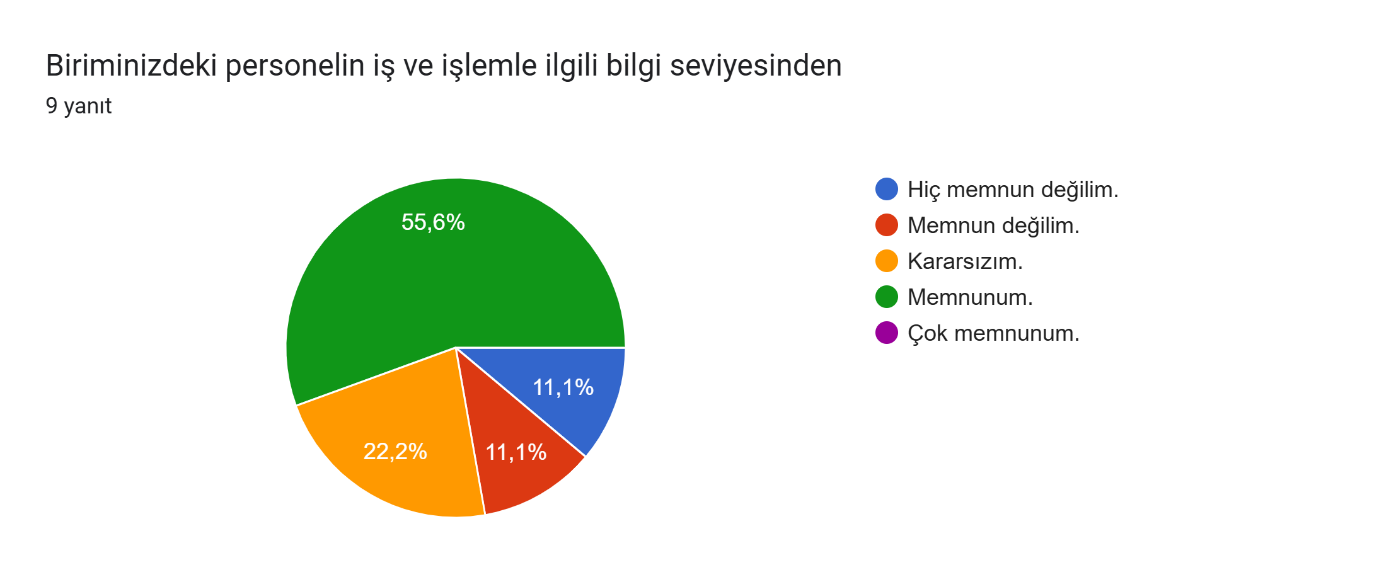 Biriminizdeki personelin iş ve işlemle ilgili bilgi seviyesinden
9 yanıt
55,6%
11,1%
22,2%
11,1%
Hiç memnun değilim.
Memnun değilim.
Kararsızım.
Memnunum.
Çok memnunum.